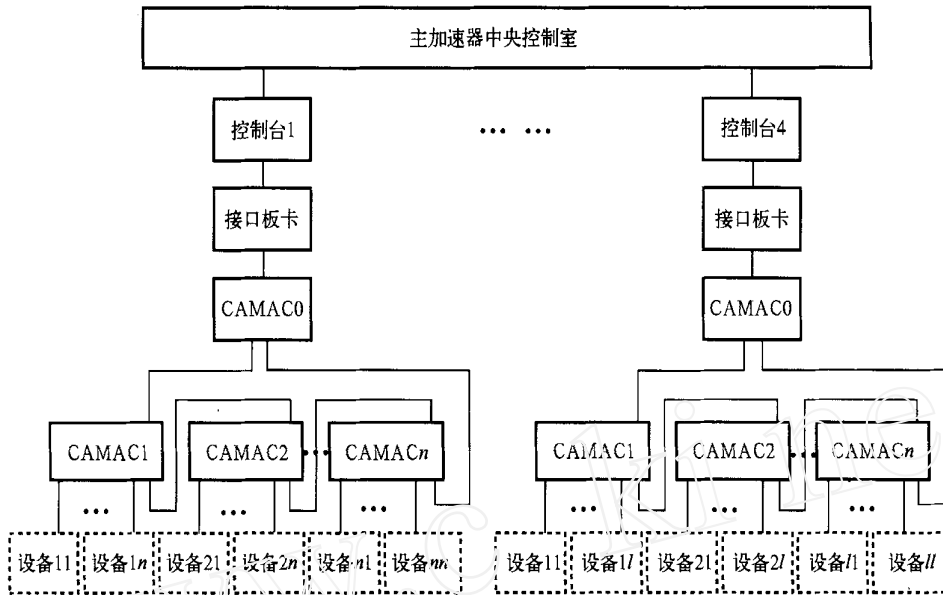 主加速器中央控制室
控制台1
… …
控制台4
接口板卡
接口板卡
CAMAC0
CAMAC0
CAMAC1
CAMAC2
…
CAMACn
CAMAC1
CAMAC2
…
CAMACn
…
…
…
…
…
…
设备11
设备1n
设备21
设备2n
设备n1
设备nn
设备11
设备1l
设备21
设备2l
设备l1
设备ll